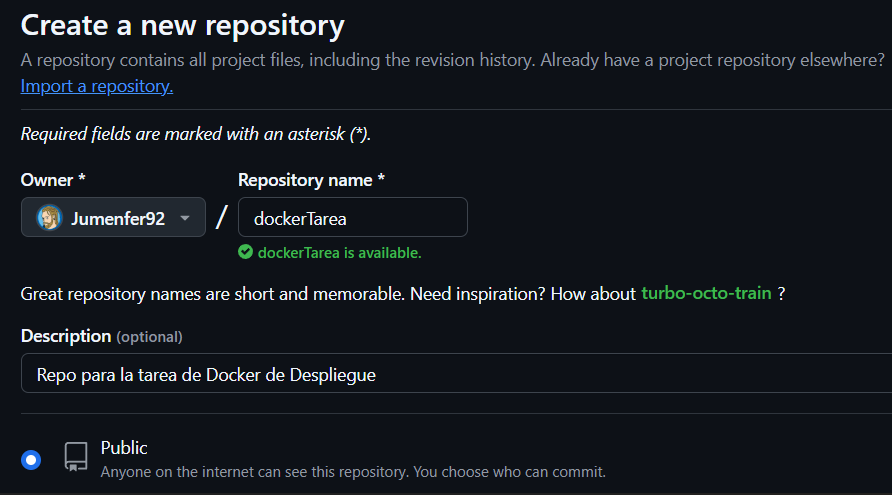 Create a new repository
A repository contains all project files, including the revision history. Already have a project repository elsewhere?
Import a repository.
Required fields are marked with an asterisk (*).
Owner * Repository name *
Jumenfer92 / dockerTarea
dockerTarea is available.
Great repository names are short and memorable. Need inspiration? How about turbo-octo-train ?
Description (optional)
Repo para la tarea de Docker de Despliegue
Public
Anyone on the internet can see this repository. You choose who can commit.